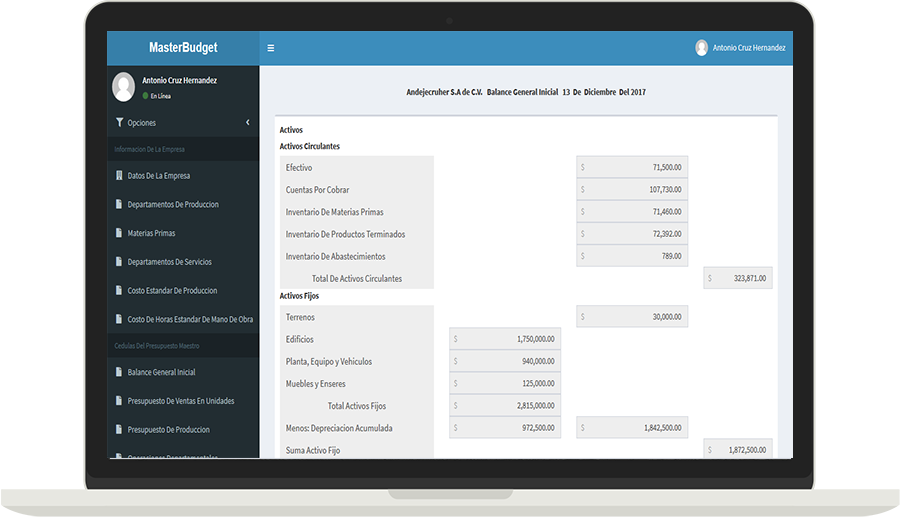 MasterBudget
Antonio Cruz Hernandez
Antonio Cruz Hernandez
En Línea
Opciones
Informacion De La Empresa
Datos De La Empresa
Departamentos De Produccion
Materias Primas
Departamentos De Servicios
Costo Estandar De Produccion
Costo De Horas Estandar De Mano De Obra
Cedulas Del Presupuesto Maestro
Balance General Inicial
Presupuesto De Ventas En Unidades
Presupuesto De Produccion
Operaciones Departamentales
Andejecruher S.A de C.V. Balance General Inicial 13 De Diciembre Del 2017
Activos
Activos Circulantes
Efectivo $ 71,500.00
Cuentas Por Cobrar $ 107,730.00
Inventario De Materias Primas $ 71,460.00
Inventario De Productos Terminados $ 72,392.00
Inventario De Abastecimientos $ 789.00
Total De Activos Circulantes $ 323,871.00
Activos Fijos
Terrenos $ 30,000.00
Edificios $ 1,750,000.00
Planta, Equipo y Vehiculos $ 940,000.00
Muebles y Enseres $ 125,000.00
Total Activos Fijos $ 2,815,000.00
Menos: Depreciacion Acumulada $ 972,500.00 $ 1,842,500.00
Suma Activo Fijo $ 1,872,500.00